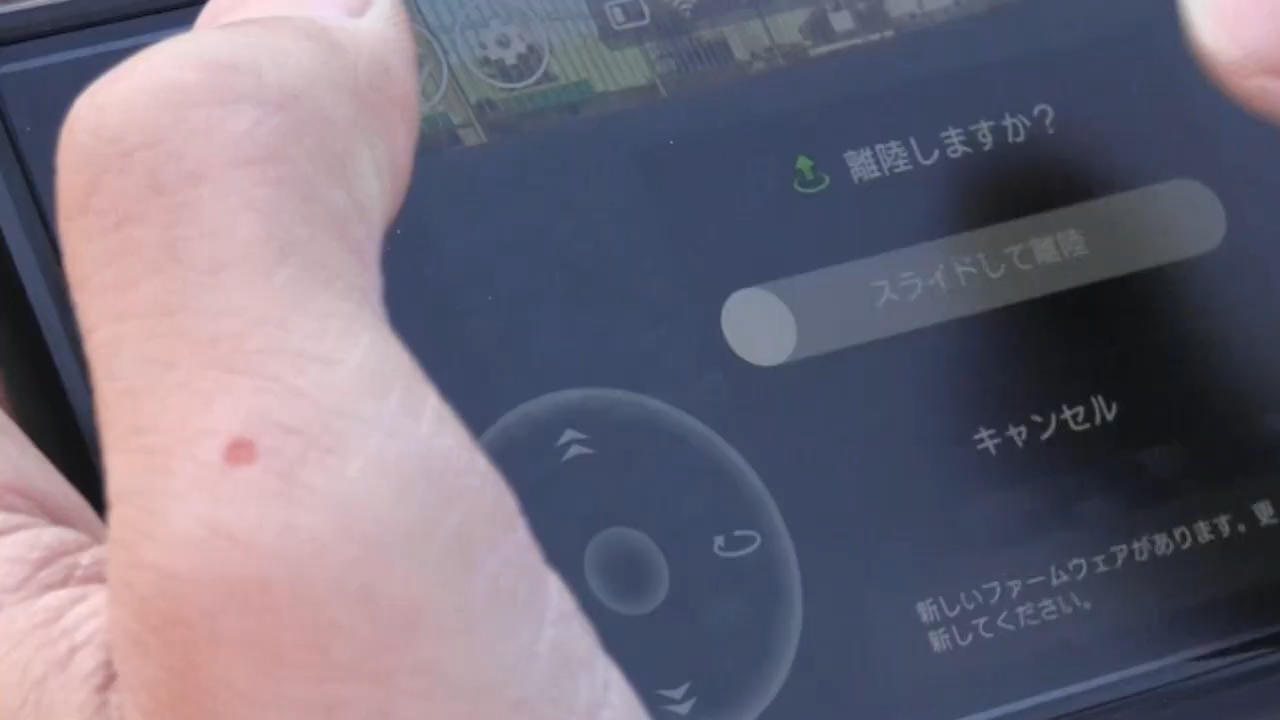 離陸しますか?
スライドして離陸
キャンセル
新しいファームウェアがあります。更
新してください。